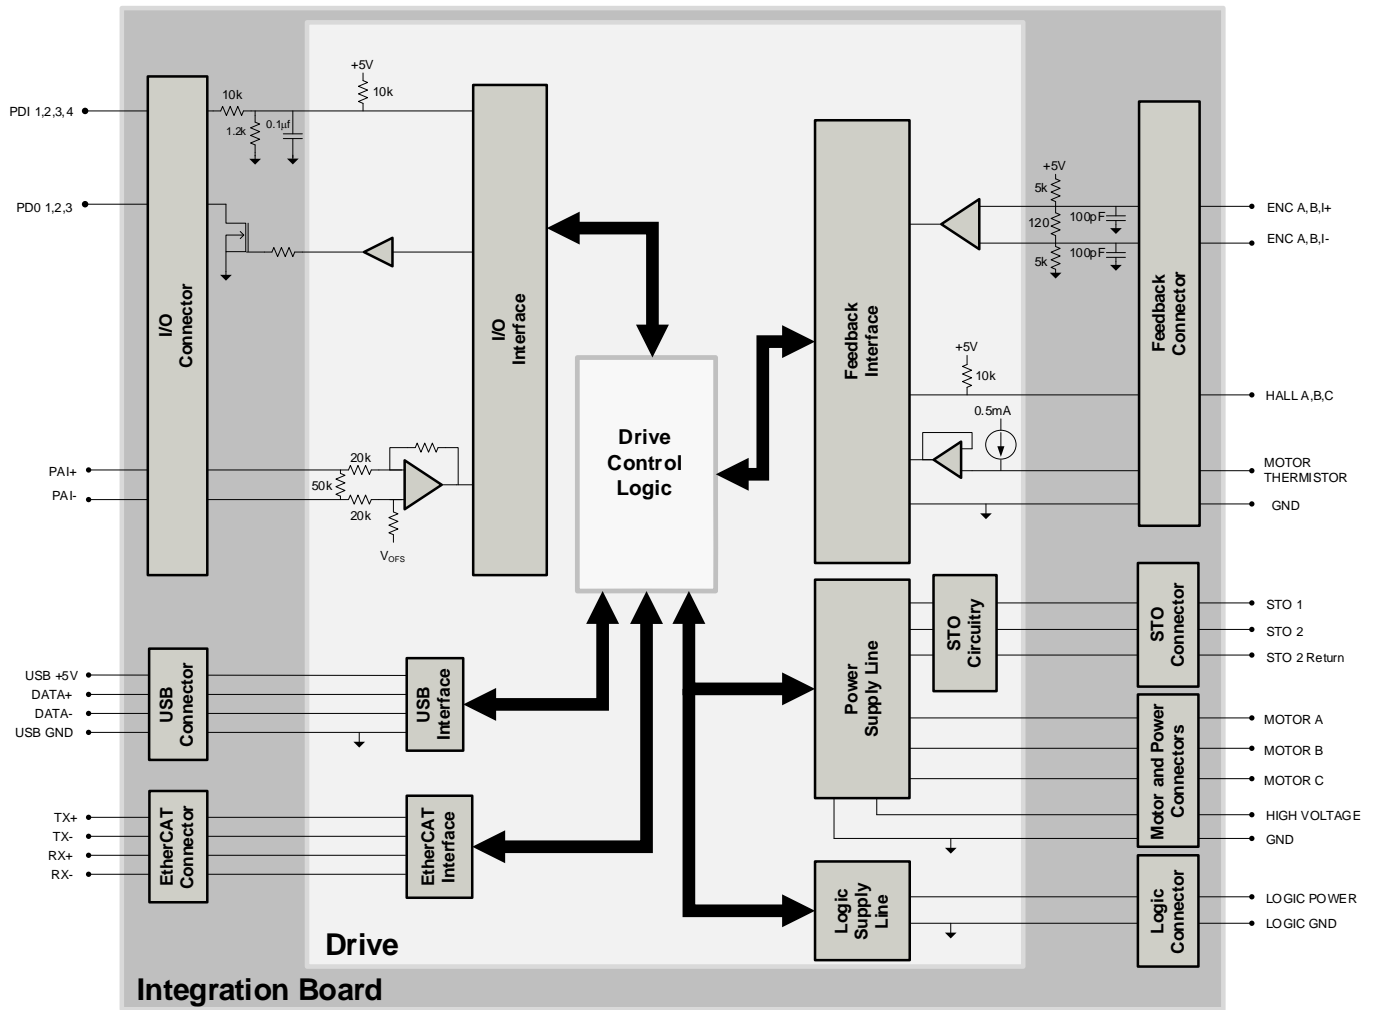 +5V
10k
10k
PDI 1,2,3,4
1.2k
0.1µf
PD0 1,2,3
I/O
Connector
I/O
Interface
PAI+
PAI-
20k
50k
20k
VOFS
Drive
Control
Logic
Feedback
Interface
+5V
5k
120
5k
100pF
100pF
Feedback
Connector
ENC A,B,I+
ENC A,B,I-
+5V
10k
HALL A,B,C
0.5mA
MOTOR
THERMISTOR
GND
STO
Circuitry
STO
Connector
STO 1
STO 2
STO 2 Return
USB +5V
DATA+
DATA-
USB GND
USB
Connector
USB
Interface
Power
Supply Line
Motor and Power
Connectors
MOTOR A
MOTOR B
MOTOR C
HIGH VOLTAGE
GND
TX+
TX-
RX+
RX-
EtherCAT
Connector
EtherCAT
Interface
Logic
Supply
Line
Logic
Connector
LOGIC POWER
LOGIC GND
Drive
Integration Board